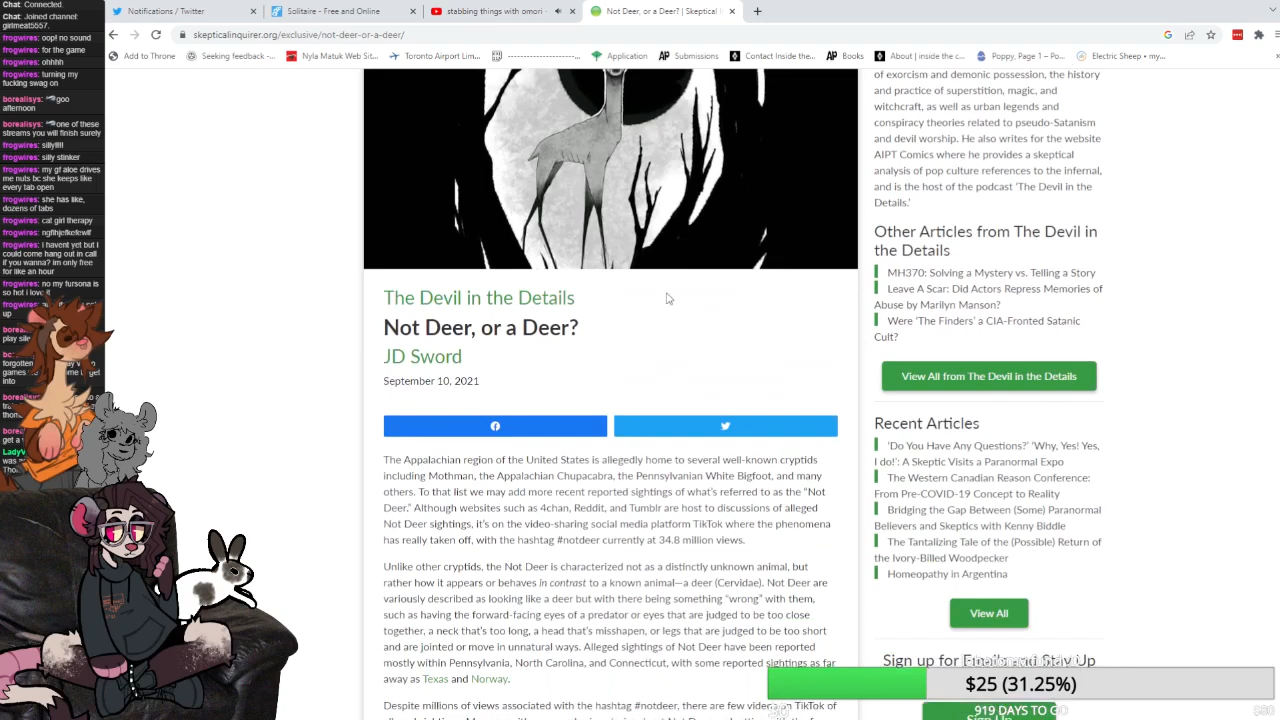 Chat: Connected.
Chat: Joined channel:
girlmeat5557.
frogwires: oop! no sound
frogwires: for the game
frogwires: ohhhh
frogwires: turning my
fucking swag on
borealisys: goo
afternoon
borealisys: one of these
streams you will finish surely
frogwires: silly!!!!
frogwires: silly stinker
frogwires: my gf aloe drives
me nuts bc she keeps like
every tab open
frogwires: she has like,
dozens of tabs
frogwires: cat girl therapy
frogwires: ngflhjefkefewlf
frogwires: i havent yet but I
could come hang out in call
if you wanna? im only free
for like an hour
frogwires: no my fursona is
so hot i love it
frogwires:
up
play sile
forgotten
games
into
get a
LadyV
was
Tho
Notifications / Twitter
Solitaire - Free and Online
stabbing things with omori
Not Deer, or a Deer? | Skeptical I
skepticalinquirer.org/exclusive/not-deer-or-a-deer/
Add to Throne
Seeding feedback -...
Nyla Matuk Web Sit...
Toronto Airport Lim...
------------------...
Application
Submissions
Contact Inside the...
Books
About | inside the c...
Poppy, Page 1 – Po...
Electric Sheep • my...
The Devil in the Details
Not Deer, or a Deer?
JD Sword
September 10, 2021
The Appalachian region of the United States is allegedly home to several well-known cryptids
including Mothman, the Appalachian Chupacabra, the Pennsylvanian White Bigfoot, and many
others. To that list we may add more recent reported sightings of what's referred to as the "Not
Deer." Although websites such as 4chan, Reddit, and Tumblr are host to discussions of alleged
Not Deer sightings, it's on the video-sharing social media platform TikTok where the phenomena
has really taken off, with the hashtag #notdeer currently at 34.8 million views.
Unlike other cryptids, the Not Deer is characterized not as a distinctly unknown animal, but
rather how it appears or behaves in contrast to a known animal—a deer (Cervidae). Not Deer are
variously described as looking like a deer but with there being something "wrong" with them,
such as having the forward-facing eyes of a predator or eyes that are judged to be too close
together, a neck that's too long, a head that's misshapen, or legs that are judged to be too short
and are jointed or move in unnatural ways. Alleged sightings of Not Deer have been reported
mostly within Pennsylvania, North Carolina, and Connecticut, with some reported sightings as far
away as Texas and Norway.
Despite millions of views associated with the hashtag #notdeer, there are few videos on TikTok of
of exorcism and demonic possession, the history
and practice of superstition, magic, and
witchcraft, as well as urban legends and
conspiracy theories related to pseudo-Satanism
and devil worship. He also writes for the website
AIPT Comics where he provides a skeptical
analysis of pop culture references to the infernal,
and is the host of the podcast 'The Devil in the
Details.'
Other Articles from The Devil in
the Details
MH370: Solving a Mystery vs. Telling a Story
Leave A Scar: Did Actors Repress Memories of
Abuse by Marilyn Manson?
Were 'The Finders' a CIA-Fronted Satanic
Cult?
View All from The Devil in the Details
Recent Articles
'Do You Have Any Questions?' 'Why, Yes! Yes,
I do!': A Skeptic Visits a Paranormal Expo
The Western Canadian Reason Conference:
From Pre-COVID-19 Concept to Reality
Bridging the Gap Between (Some) Paranormal
Believers and Skeptics with Kenny Biddle
The Tantalizing Tale of the (Possible) Return of
the Ivory-Billed Woodpecker
Homeopathy in Argentina
View All
Sign up for Email and Stay Up
$25 (31.25%)
919 DAYS TO GO
Sign Up